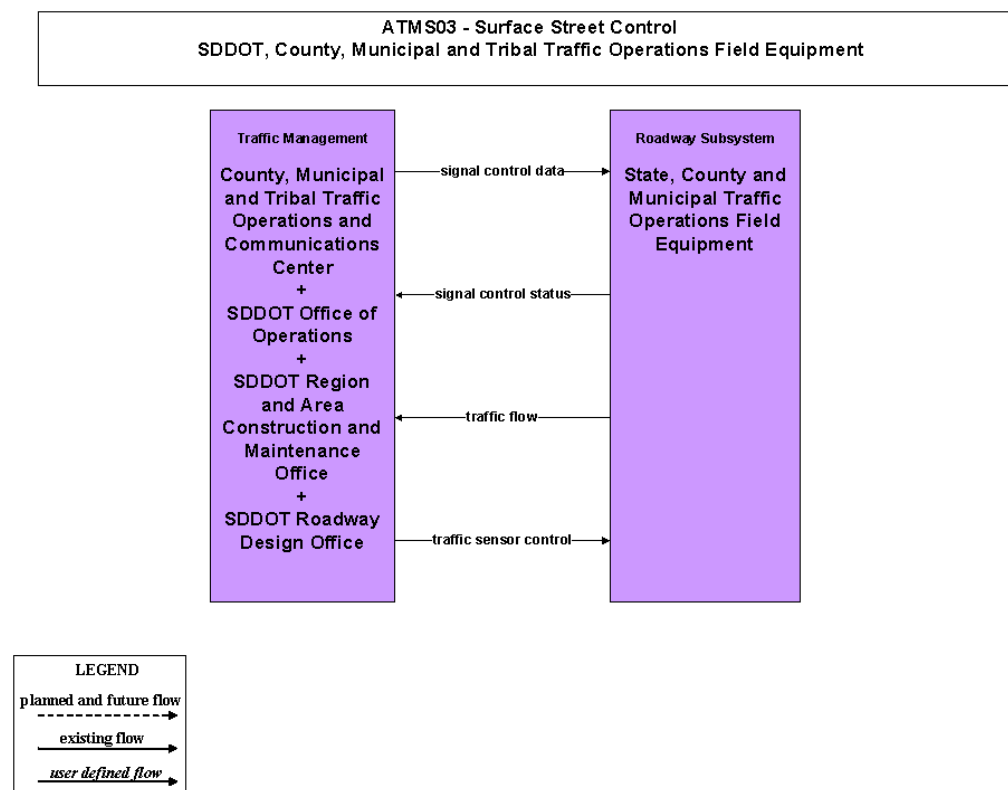 ATMS03 - Surface Street Control
SDDOT, County, Municipal and Tribal Traffic Operations Field Equipment
Traffic Management
County, Municipal
and Tribal Traffic
Operations and
Communications
Center
+
SDDOT Office of
Operations
+
SDDOT Region
and Area
Construction and
Maintenance
Office
+
SDDOT Roadway
Design Office
signal control data
signal control status
traffic flow
traffic sensor control
Roadway Subsystem
State, County and
Municipal Traffic
Operations Field
Equipment
LEGEND
planned and future flow
existing flow
user defined flow